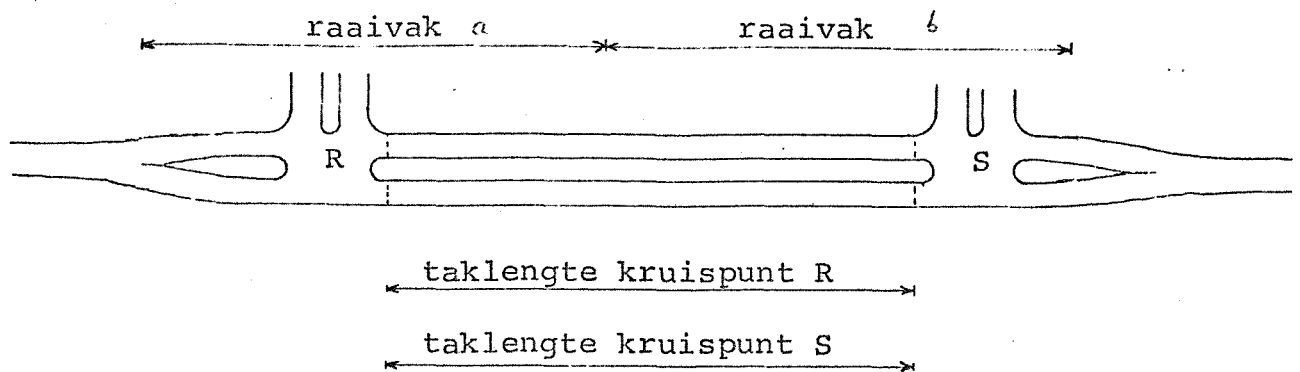 raaivak a raaivak b
R S
taklengte kruispunt R
taklengte kruispunt S